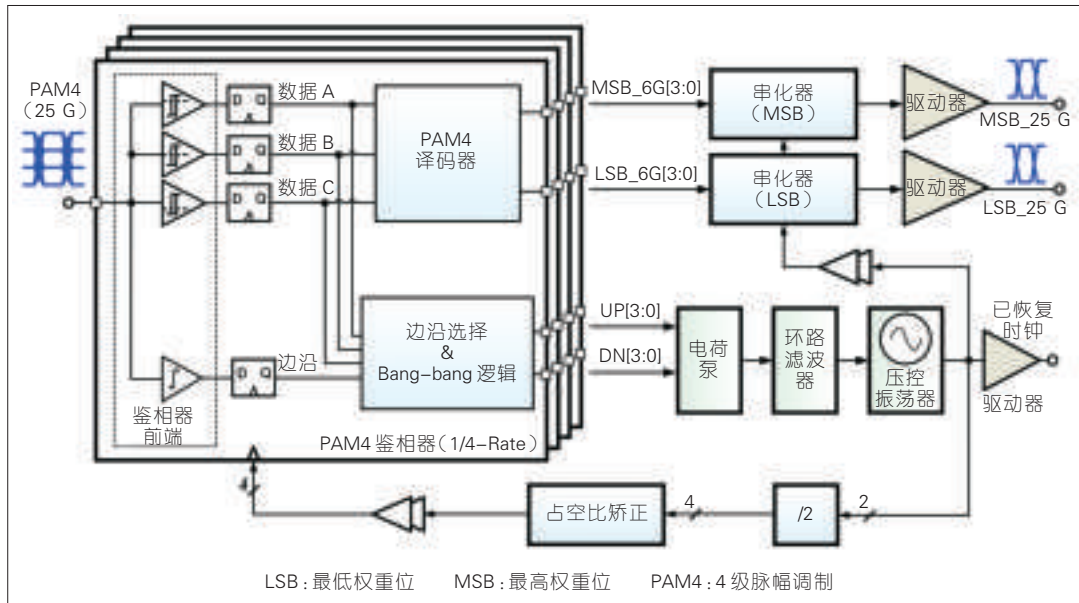 PAM4
（25 G）
数据 A
数据 B
数据 C
边沿
鉴相器
前端
PAM4
译码器
边沿选择
&
Bang-bang 逻辑
PAM4 鉴相器（1/4-Rate）
MSB_6G[3:0]
LSB_6G[3:0]
UP[3:0]
DN[3:0]
串化器
（MSB）
串化器
（LSB）
驱动器
MSB_25 G
驱动器
LSB_25 G
电荷
泵
环路
滤波
器
压控
振荡器
已恢复
时钟
驱动器
4
占空比矫正
4
/2
2
LSB：最低权重位 MSB：最高权重位 PAM4：4 级脉幅调制